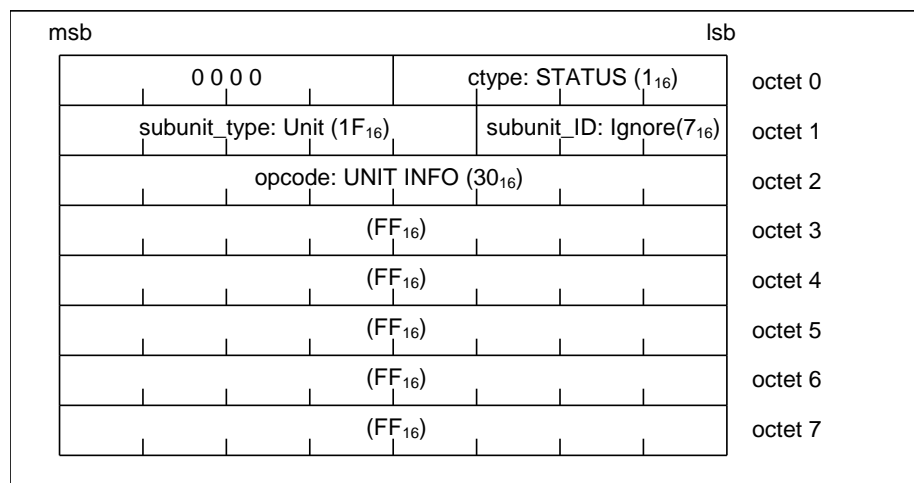 msb lsb
0 0 0 0 ctype: STATUS (1₁₆) octet 0
subunit_type: Unit (1F₁₆) subunit_ID: Ignore(7₁₆) octet 1
opcode: UNIT INFO (30₁₆) octet 2
(FF₁₆) octet 3
(FF₁₆) octet 4
(FF₁₆) octet 5
(FF₁₆) octet 6
(FF₁₆) octet 7